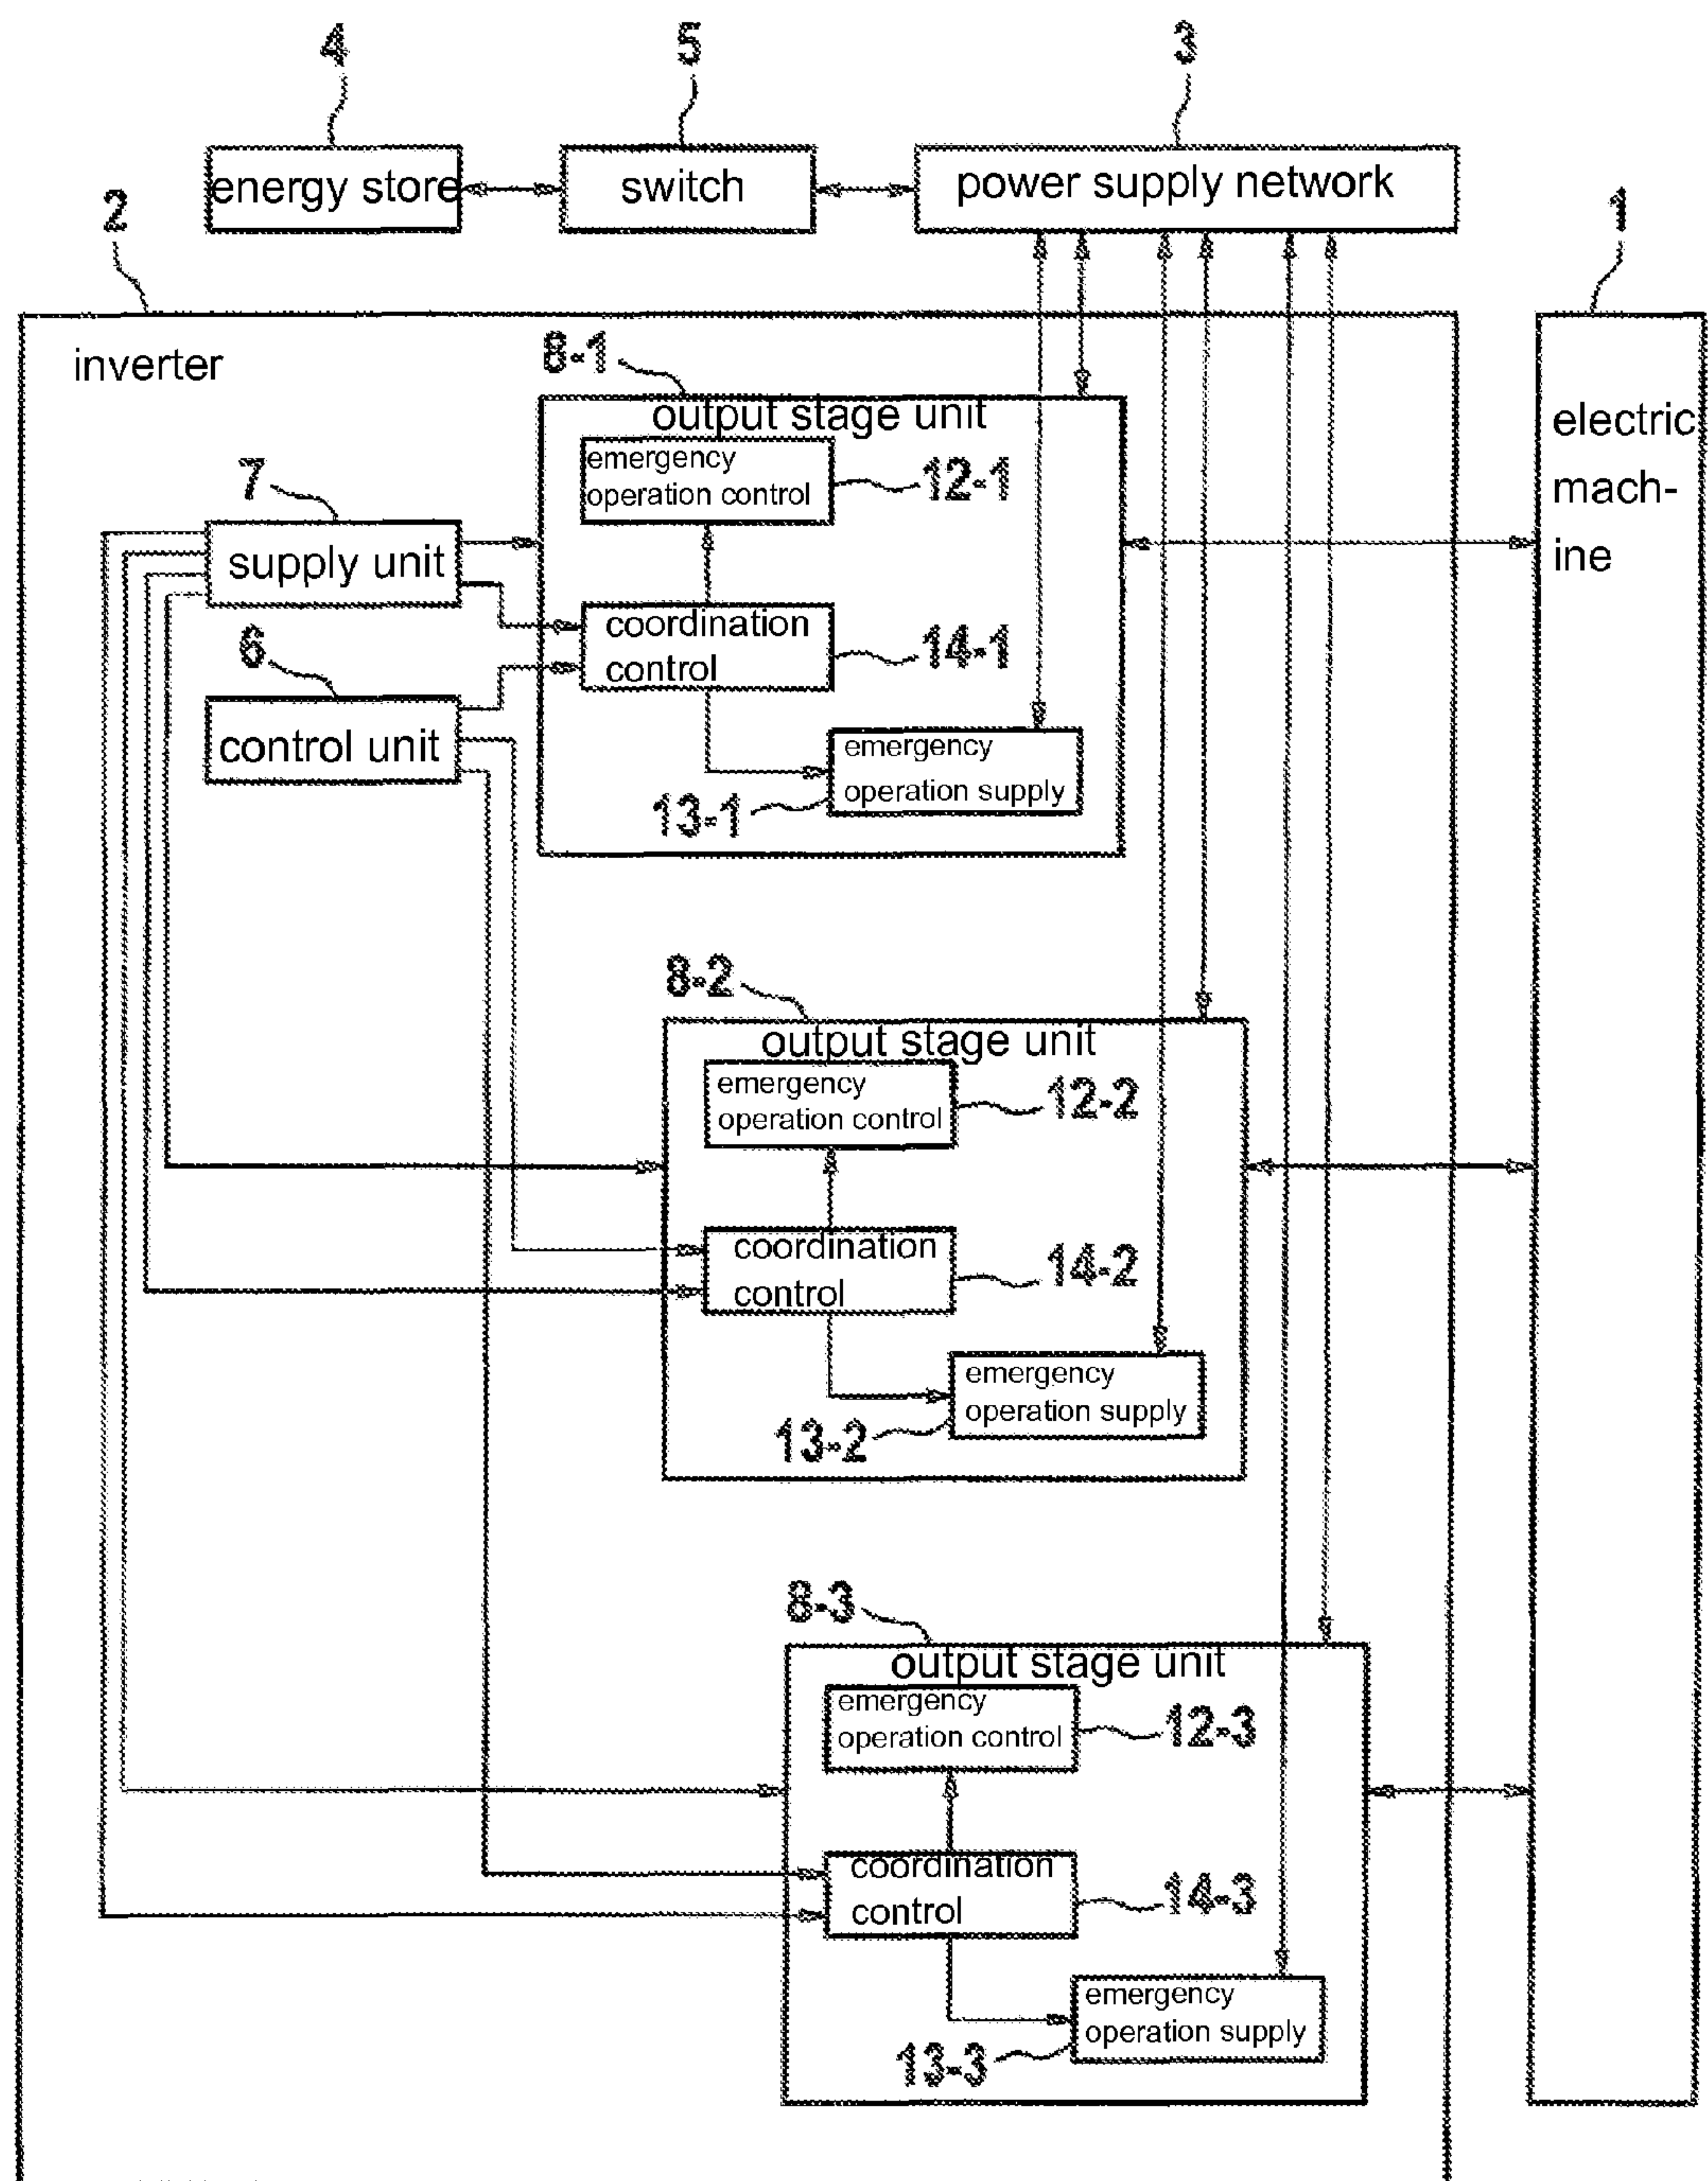 4
5
3
energy store
switch
power supply network
2
1
inverter
8-1
output stage unit
electric
mach-
ine
emergency
operation control
12-1
7
supply unit
coordination
control
14-1
6
control unit
emergency
operation supply
13-1
8-2
output stage unit
emergency
operation control
12-2
coordination
control
14-2
emergency
operation supply
13-2
8-3
output stage unit
emergency
operation control
12-3
coordination
control
14-3
emergency
operation supply
13-3